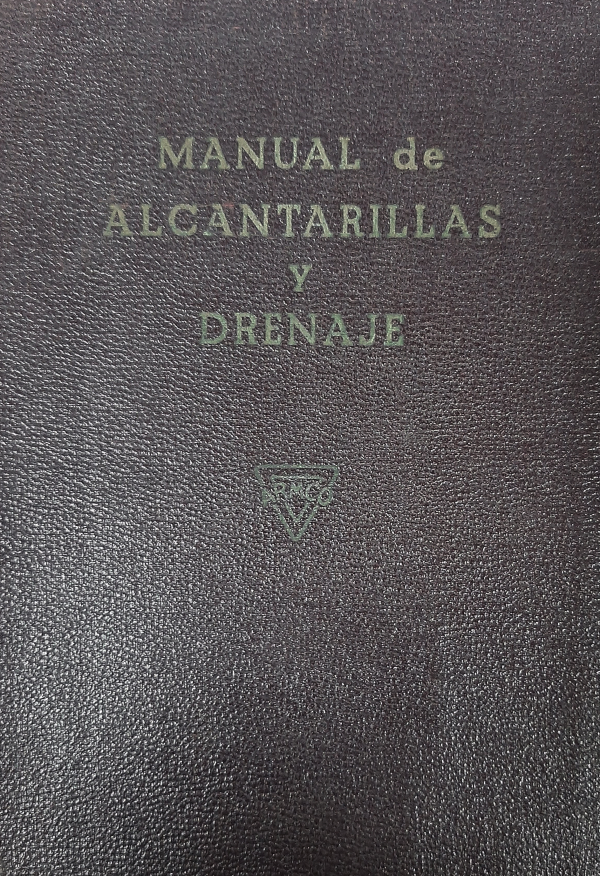 MANUAL de
ALCANTARILLAS
Y
DRENAJE
ARMCO